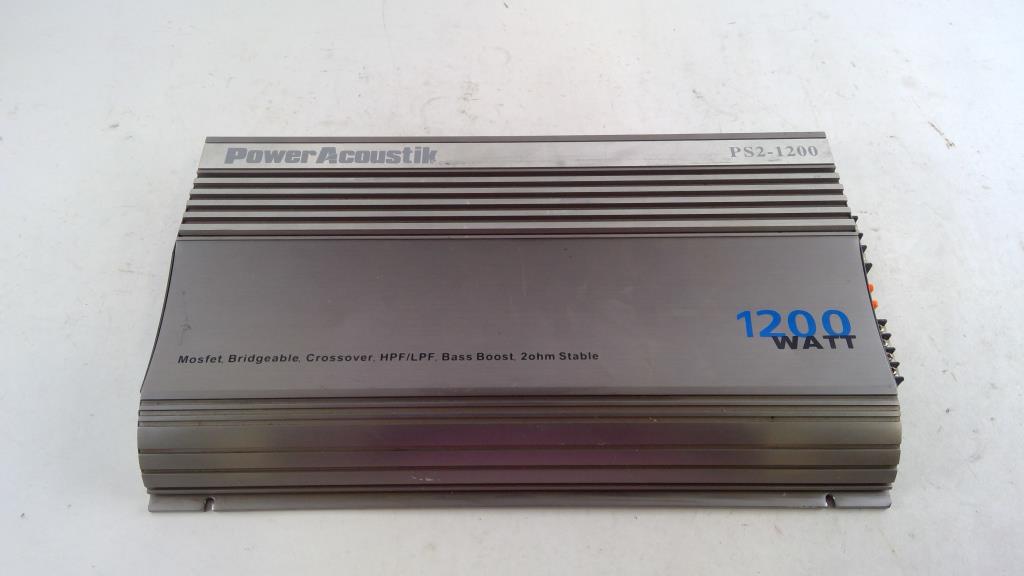 PowerAcoustik PS2-1200
1200
WATT
Mosfet, Bridgeable, Crossover, HPF/LPF, Bass Boost, 2ohm Stable